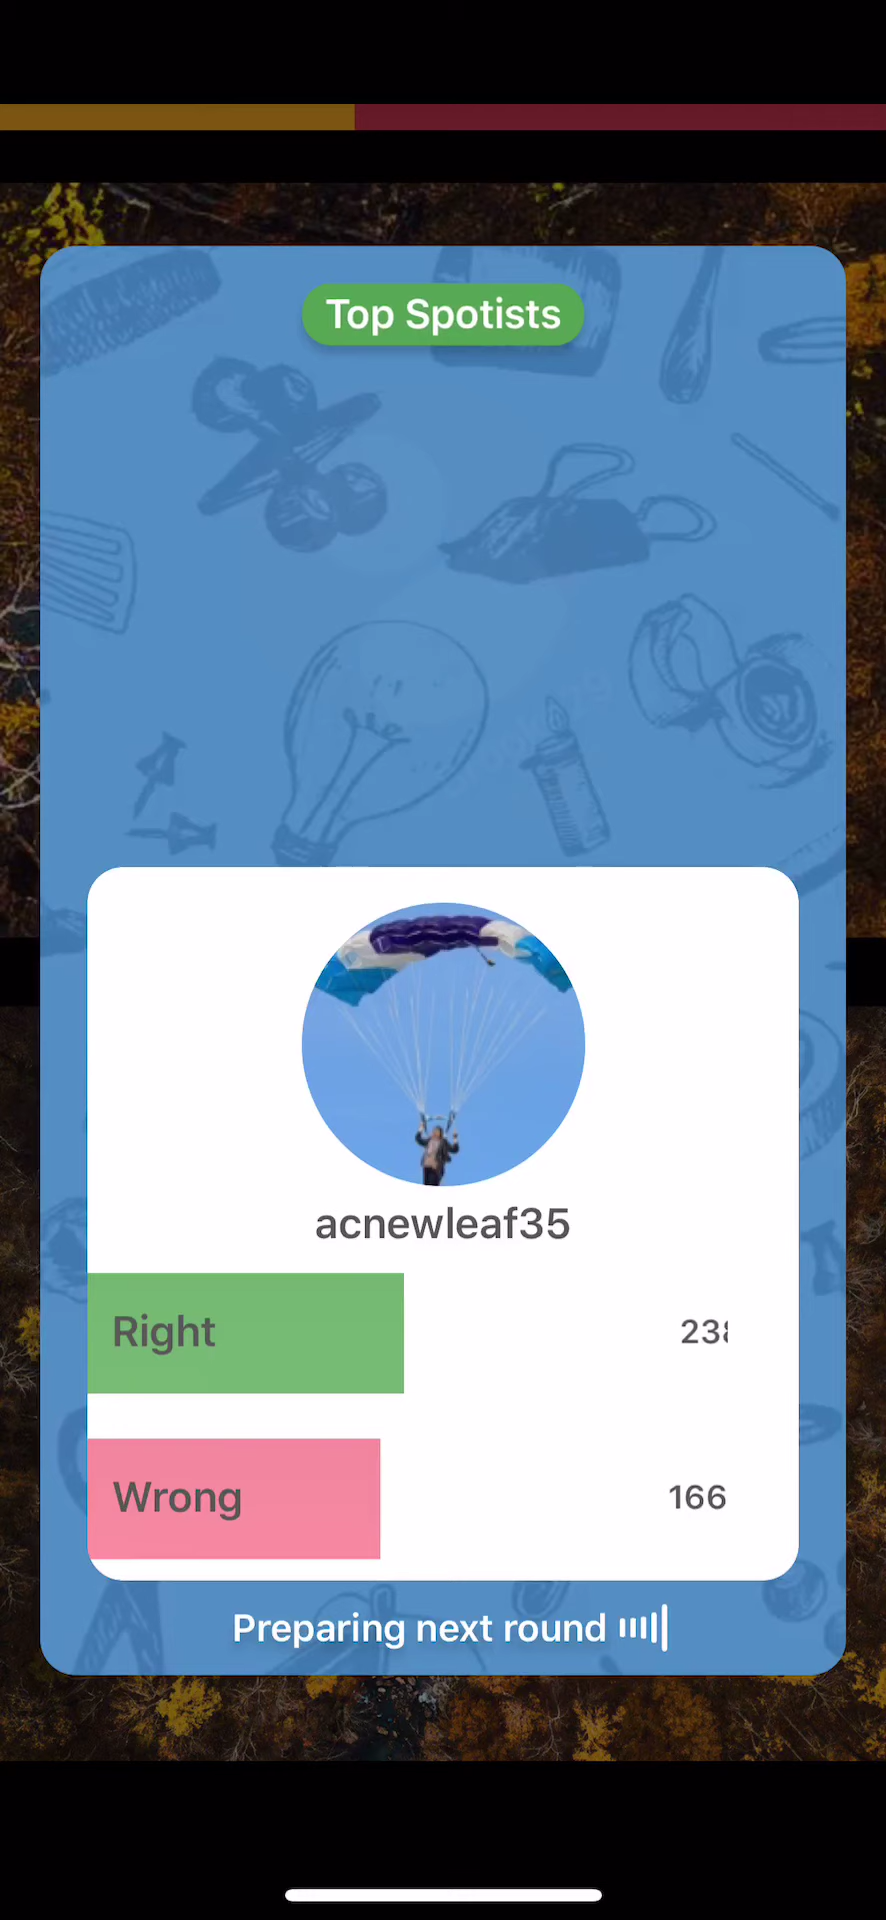 Top Spotists
acnewleaf35
Right
Wrong
166
Preparing next round